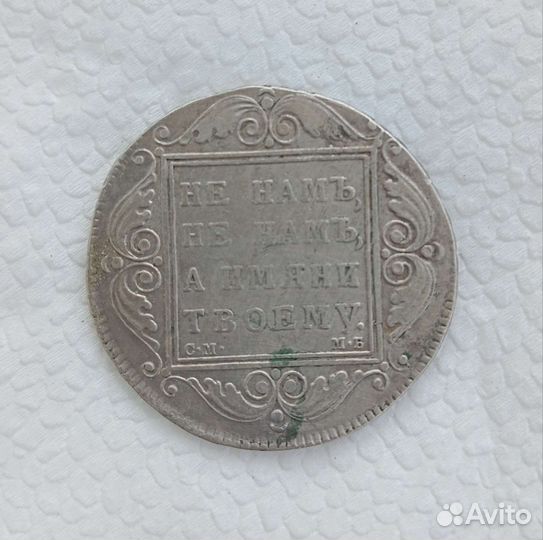 НЕ НАМЪ,
НЕ НАМЪ,
А ИМЯНИ
ТВОЕМУ.
С·М· М·Б
Avito